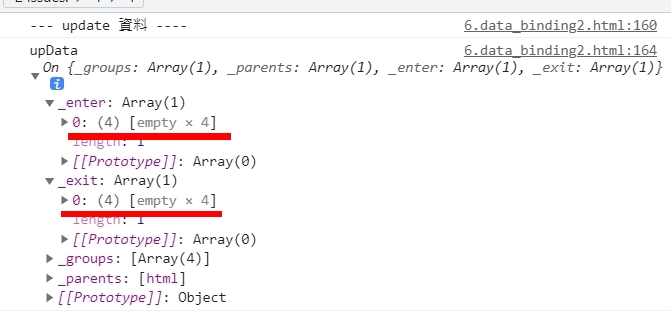 --- update 資料 ----
6.data_binding2.html:160
upData
6.data_binding2.html:164
On {_groups: Array(1), _parents: Array(1), _enter: Array(1), _exit: Array(1)}
_enter: Array(1)
0: (4) [empty × 4]
length: 1
[[Prototype]]: Array(0)
_exit: Array(1)
0: (4) [empty × 4]
length: 1
[[Prototype]]: Array(0)
_groups: [Array(4)]
_parents: [html]
[[Prototype]]: Object